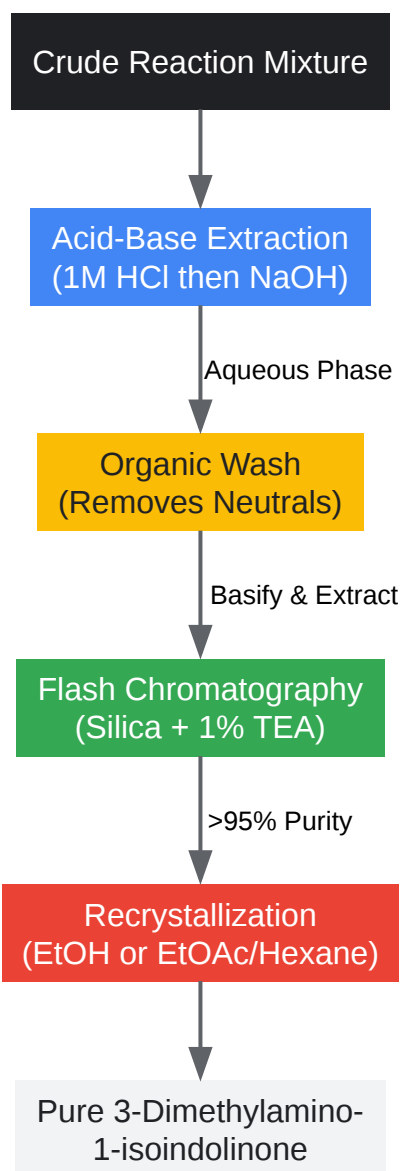 Crude Reaction Mixture
Acid-Base Extraction
(1M HCl then NaOH)
Aqueous Phase
Organic Wash
(Removes Neutrals)
Basify & Extract
Flash Chromatography
(Silica + 1% TEA)
>95% Purity
Recrystallization
(EtOH or EtOAc/Hexane)
Pure 3-Dimethylamino-
1-isoindolinone